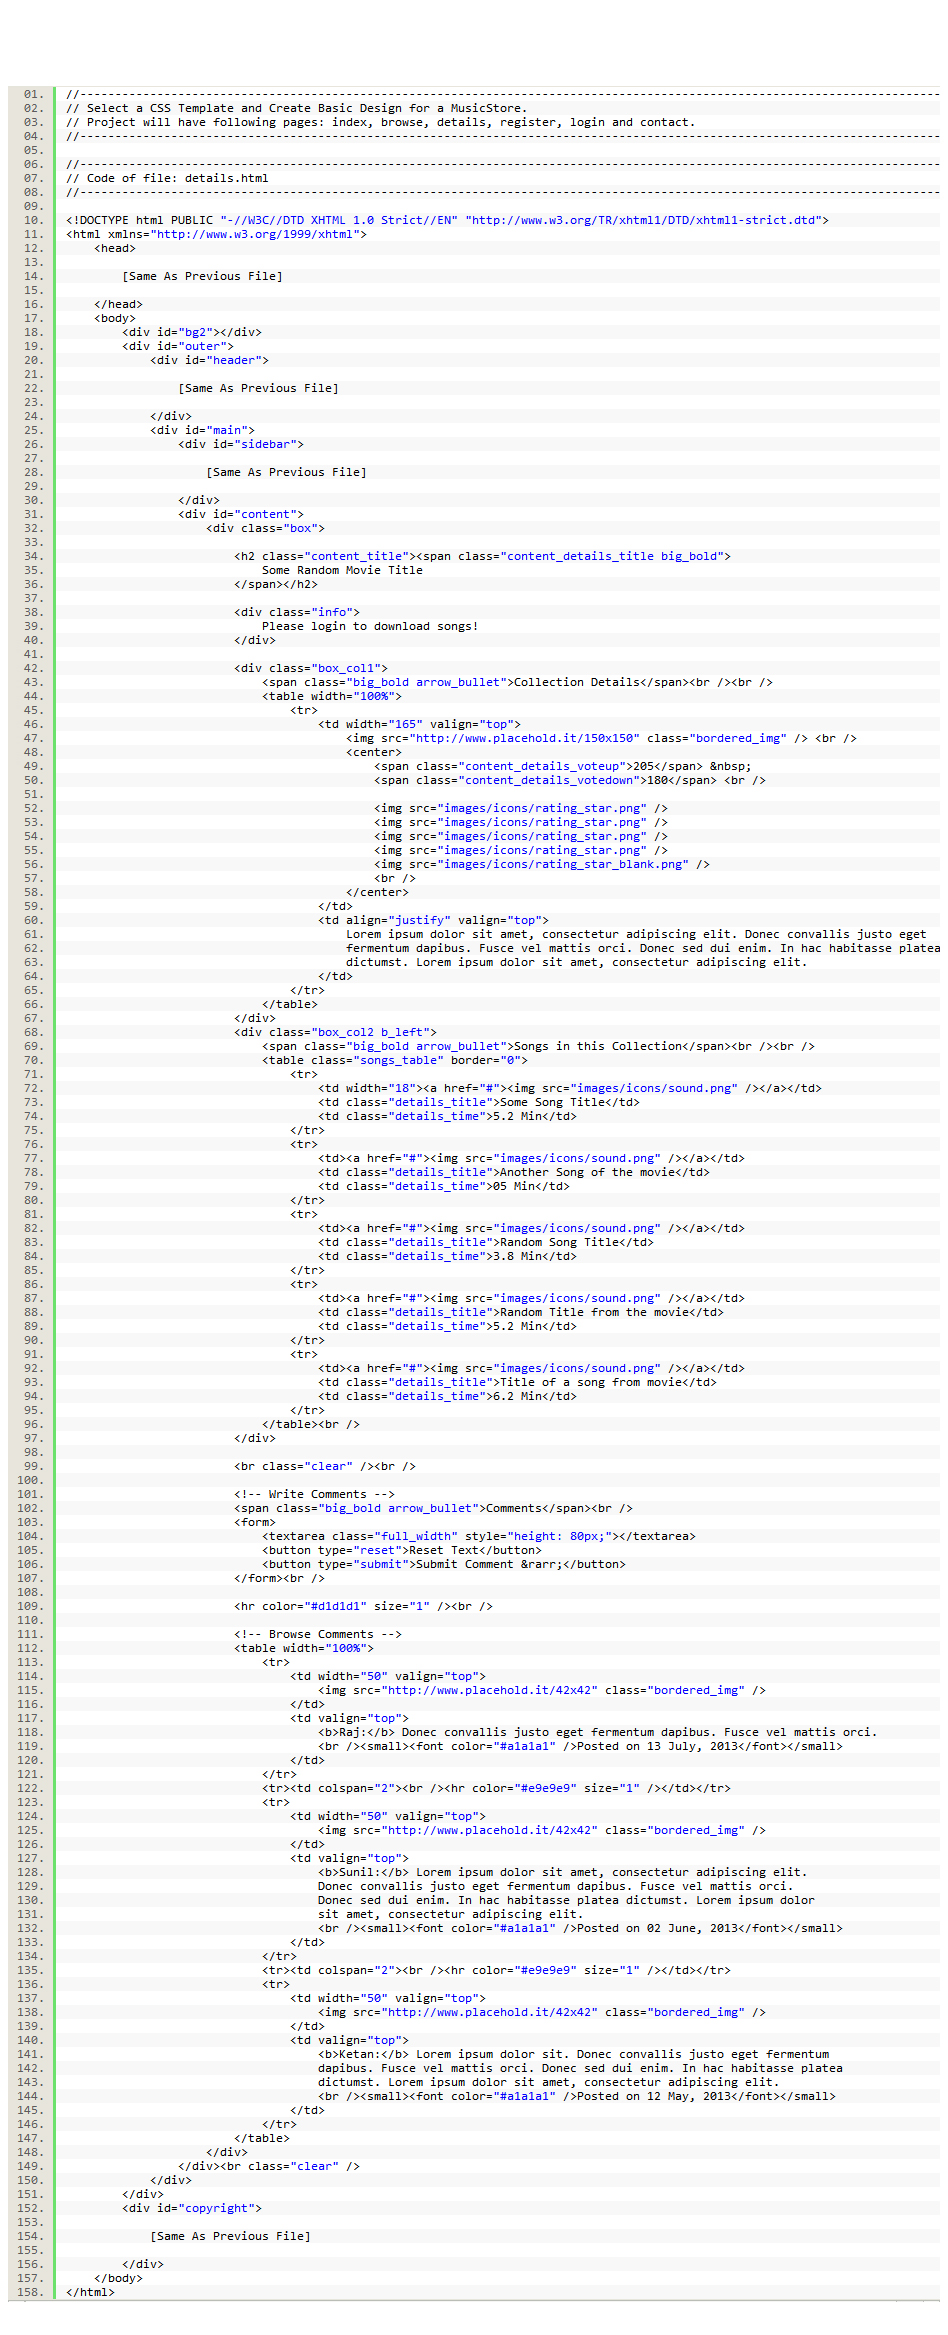 01. //---------------------------------------------------------------------------------------------------------------------------
02. // Select a CSS Template and Create Basic Design for a MusicStore.
03. // Project will have following pages: index, browse, details, register, login and contact.
04. //---------------------------------------------------------------------------------------------------------------------------
05.
06. //---------------------------------------------------------------------------------------------------------------------------
07. // Code of file: details.html
08. //---------------------------------------------------------------------------------------------------------------------------
09.
10. <!DOCTYPE html PUBLIC "-//W3C//DTD XHTML 1.0 Strict//EN" "http://www.w3.org/TR/xhtml1/DTD/xhtml1-strict.dtd">
11. <html xmlns="http://www.w3.org/1999/xhtml">
12. <head>
13.
14. [Same As Previous File]
15.
16. </head>
17. <body>
18. <div id="bg2"></div>
19. <div id="outer">
20. <div id="header">
21.
22. [Same As Previous File]
23.
24. </div>
25. <div id="main">
26. <div id="sidebar">
27.
28. [Same As Previous File]
29.
30. </div>
31. <div id="content">
32. <div class="box">
33.
34. <h2 class="content_title"><span class="content_details_title big_bold">
35. Some Random Movie Title
36. </span></h2>
37.
38. <div class="info">
39. Please login to download songs!
40. </div>
41.
42. <div class="box_col1">
43. <span class="big_bold arrow_bullet">Collection Details</span><br /><br />
44. <table width="100%">
45. <tr>
46. <td width="165" valign="top">
47. <img src="http://www.placehold.it/150x150" class="bordered_img" /> <br />
48. <center>
49. <span class="content_details_voteup">205</span> &nbsp;
50. <span class="content_details_votedown">180</span> <br />
51.
52. <img src="images/icons/rating_star.png" />
53. <img src="images/icons/rating_star.png" />
54. <img src="images/icons/rating_star.png" />
55. <img src="images/icons/rating_star.png" />
56. <img src="images/icons/rating_star_blank.png" />
57. <br />
58. </center>
59. </td>
60. <td align="justify" valign="top">
61. Lorem ipsum dolor sit amet, consectetur adipiscing elit. Donec convallis justo eget
62. fermentum dapibus. Fusce vel mattis orci. Donec sed dui enim. In hac habitasse platea
63. dictumst. Lorem ipsum dolor sit amet, consectetur adipiscing elit.
64. </td>
65. </tr>
66. </table>
67. </div>
68. <div class="box_col2 b_left">
69. <span class="big_bold arrow_bullet">Songs in this Collection</span><br /><br />
70. <table class="songs_table" border="0">
71. <tr>
72. <td width="18"><a href="#"><img src="images/icons/sound.png" /></a></td>
73. <td class="details_title">Some Song Title</td>
74. <td class="details_time">5.2 Min</td>
75. </tr>
76. <tr>
77. <td><a href="#"><img src="images/icons/sound.png" /></a></td>
78. <td class="details_title">Another Song of the movie</td>
79. <td class="details_time">05 Min</td>
80. </tr>
81. <tr>
82. <td><a href="#"><img src="images/icons/sound.png" /></a></td>
83. <td class="details_title">Random Song Title</td>
84. <td class="details_time">3.8 Min</td>
85. </tr>
86. <tr>
87. <td><a href="#"><img src="images/icons/sound.png" /></a></td>
88. <td class="details_title">Random Title from the movie</td>
89. <td class="details_time">5.2 Min</td>
90. </tr>
91. <tr>
92. <td><a href="#"><img src="images/icons/sound.png" /></a></td>
93. <td class="details_title">Title of a song from movie</td>
94. <td class="details_time">6.2 Min</td>
95. </tr>
96. </table><br />
97. </div>
98.
99. <br class="clear" /><br />
100.
101. <!-- Write Comments -->
102. <span class="big_bold arrow_bullet">Comments</span><br />
103. <form>
104. <textarea class="full_width" style="height: 80px;"></textarea>
105. <button type="reset">Reset Text</button>
106. <button type="submit">Submit Comment &rarr;</button>
107. </form><br />
108.
109. <hr color="#d1d1d1" size="1" /><br />
110.
111. <!-- Browse Comments -->
112. <table width="100%">
113. <tr>
114. <td width="50" valign="top">
115. <img src="http://www.placehold.it/42x42" class="bordered_img" />
116. </td>
117. <td valign="top">
118. <b>Raj:</b> Donec convallis justo eget fermentum dapibus. Fusce vel mattis orci.
119. <br /><small><font color="#a1a1a1" />Posted on 13 July, 2013</font></small>
120. </td>
121. </tr>
122. <tr><td colspan="2"><br /><hr color="#e9e9e9" size="1" /></td></tr>
123. <tr>
124. <td width="50" valign="top">
125. <img src="http://www.placehold.it/42x42" class="bordered_img" />
126. </td>
127. <td valign="top">
128. <b>Sunil:</b> Lorem ipsum dolor sit amet, consectetur adipiscing elit.
129. Donec convallis justo eget fermentum dapibus. Fusce vel mattis orci.
130. Donec sed dui enim. In hac habitasse platea dictumst. Lorem ipsum dolor
131. sit amet, consectetur adipiscing elit.
132. <br /><small><font color="#a1a1a1" />Posted on 02 June, 2013</font></small>
133. </td>
134. </tr>
135. <tr><td colspan="2"><br /><hr color="#e9e9e9" size="1" /></td></tr>
136. <tr>
137. <td width="50" valign="top">
138. <img src="http://www.placehold.it/42x42" class="bordered_img" />
139. </td>
140. <td valign="top">
141. <b>Ketan:</b> Lorem ipsum dolor sit. Donec convallis justo eget fermentum
142. dapibus. Fusce vel mattis orci. Donec sed dui enim. In hac habitasse platea
143. dictumst. Lorem ipsum dolor sit amet, consectetur adipiscing elit.
144. <br /><small><font color="#a1a1a1" />Posted on 12 May, 2013</font></small>
145. </td>
146. </tr>
147. </table>
148. </div>
149. </div><br class="clear" />
150. </div>
151. </div>
152. <div id="copyright">
153.
154. [Same As Previous File]
155.
156. </div>
157. </body>
158. </html>